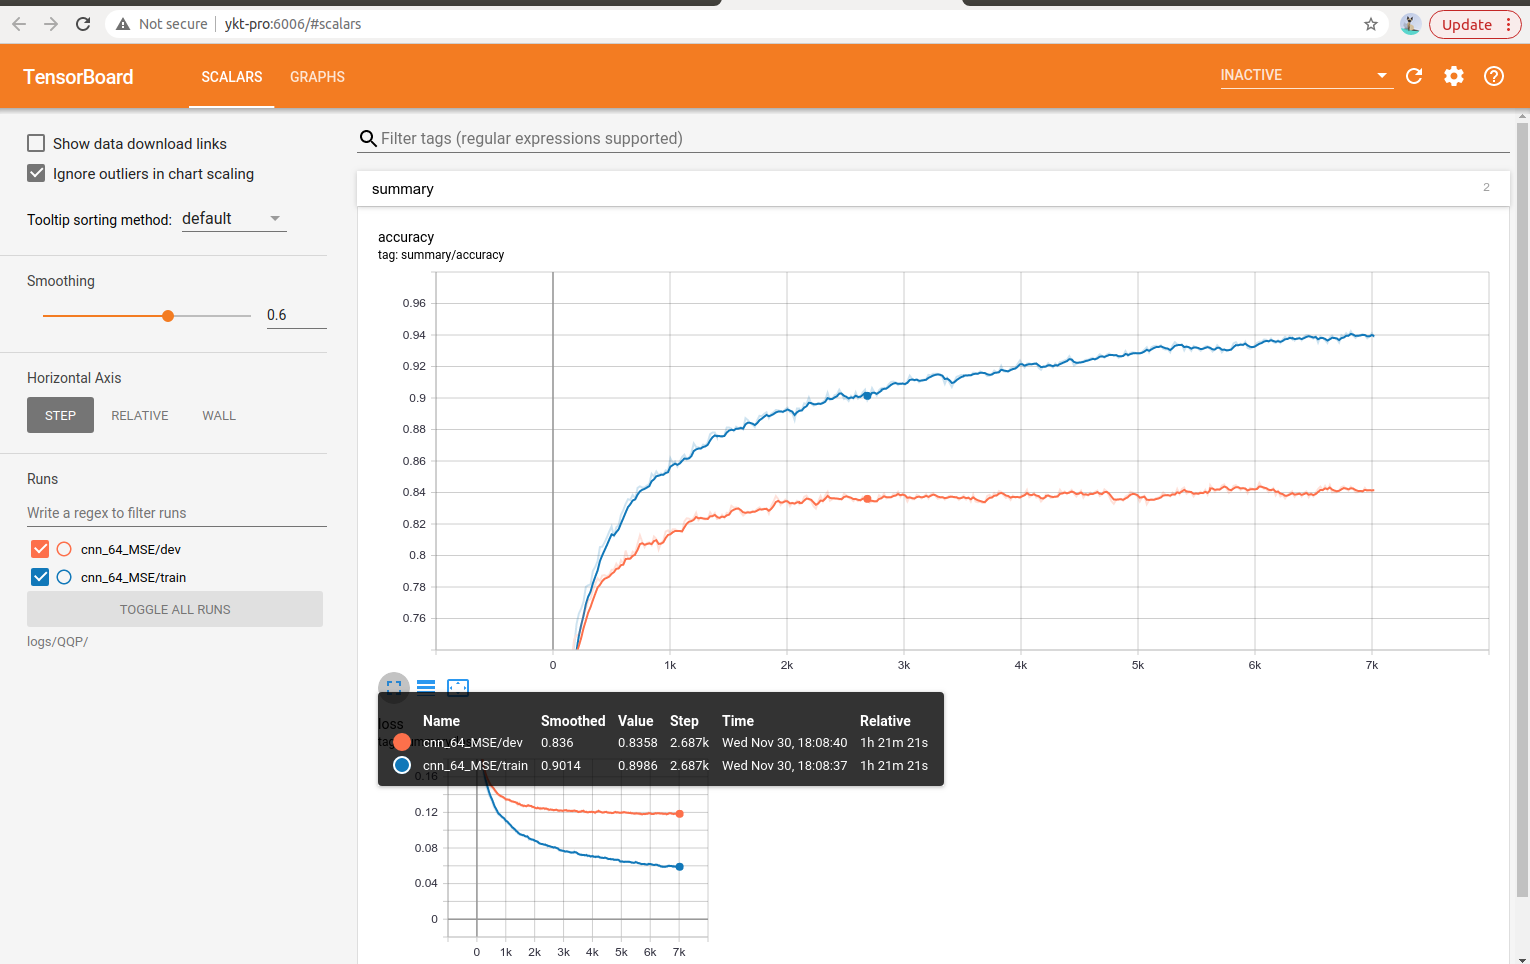 Not secure
ykt-pro:6006/#scalars
Update
TensorBoard
SCALARS
GRAPHS
INACTIVE
Show data download links
Ignore outliers in chart scaling
Tooltip sorting method: default
Smoothing
0.6
Horizontal Axis
STEP
RELATIVE
WALL
Runs
Write a regex to filter runs
cnn_64_MSE/dev
cnn_64_MSE/train
TOGGLE ALL RUNS
logs/QQP/
Filter tags (regular expressions supported)
summary
2
accuracy
tag: summary/accuracy
0.96
0.94
0.92
0.9
0.88
0.86
0.84
0.82
0.8
0.78
0.76
0 1k 2k 3k 4k 5k 6k 7k
loss
Name Smoothed Value Step Time Relative
cnn_64_MSE/dev 0.836 0.8358 2.687k Wed Nov 30, 18:08:40 1h 21m 21s
cnn_64_MSE/train 0.9014 0.8986 2.687k Wed Nov 30, 18:08:37 1h 21m 21s
0.16
0.12
0.08
0.04
0
0 1k 2k 3k 4k 5k 6k 7k